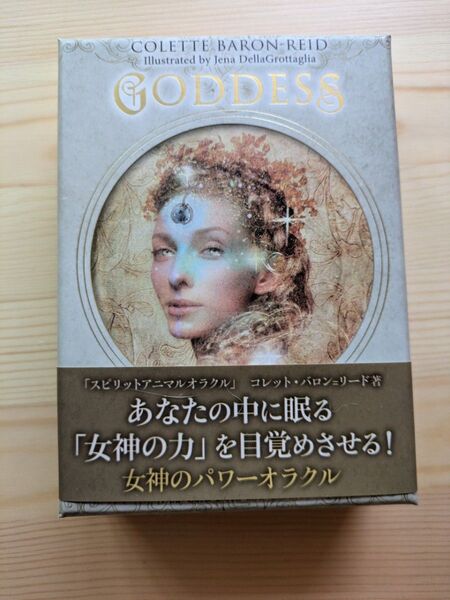 COLETTE BARON-REID
Illustrated by Jena DellaGrottaglia
GODDESS
「スピリットアニマルオラクル」 コレット・バロン=リード著
あなたの中に眠る
「女神の力」を目覚めさせる!
女神のパワーオラクル